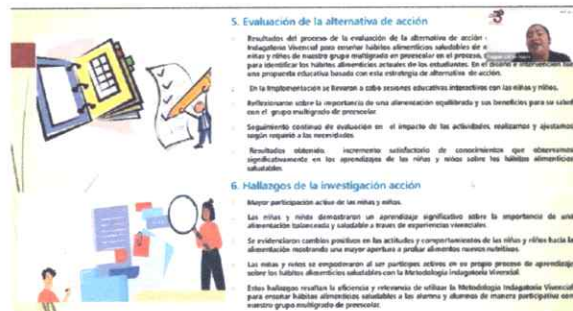 5. Evaluación de la alternativa de acción
Resultados del proceso de la evaluación de la alternativa de acción
Indagatoria Vivencial para enseñar hábitos alimenticios saludables de
niñas y niños de nuestro grupo multigrado en preescolar en el proceso,
para identificar los hábitos alimenticios actuales de los estudiantes. En el diseño e intervención fue
una propuesta educativa basada con esta estrategia de alternativa de acción.
En la implementación se llevaron a cabo sesiones educativas interactivos con las niñas y niños.
Reflexionaron sobre la importancia de una alimentación equilibrada y sus beneficios para su salud
con el grupo multigrado de preescolar.
Seguimiento continuo de evaluación en el impacto de las actividades, realizamos y ajustamos
según requirió a las necesidades.
Resultados obtenido incremento satisfactorio de conocimientos que observamos
significativamente en los aprendizajes de las niñas y niños sobre los hábitos alimenticios
saludables.
6. Hallazgos de la investigación acción
Mayor participación activa de las niñas y niños.
Las niñas y niños demostraron un aprendizaje significativo sobre la importancia de una
alimentación balanceada y saludable a través de experiencias vivenciales.
Se evidenciaron cambios positivos en las actitudes y comportamientos de las niñas y niños hacia la
alimentación mostrando una mayor apertura a probar alimentos nuevos nutritivos.
Las niñas y niños se empoderaron al ser partícipes activos en su propio proceso de aprendizaje
sobre los hábitos alimenticios saludables con la Metodología Indagatoria Vivencial.
Estos hallazgos resaltan la eficiencia y relevancia de utilizar la Metodología Indagatoria Vivencial
para enseñar hábitos alimenticios saludables a las alumnas y alumnos de manera participativa con
nuestro grupo multigrado de preescolar.